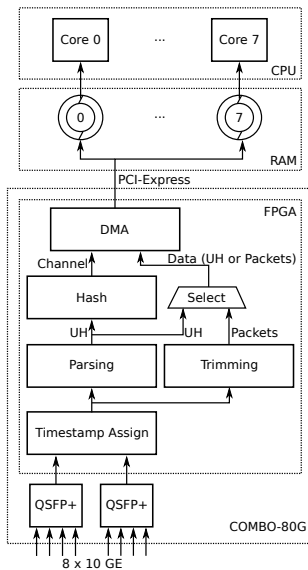 Core 0
...
Core 7
CPU
0
...
7
RAM
PCI-Express
FPGA
DMA
Channel
Data (UH or Packets)
Hash
Select
UH
UH
Packets
Parsing
Trimming
Timestamp Assign
QSFP+
QSFP+
COMBO-80G
8 x 10 GE